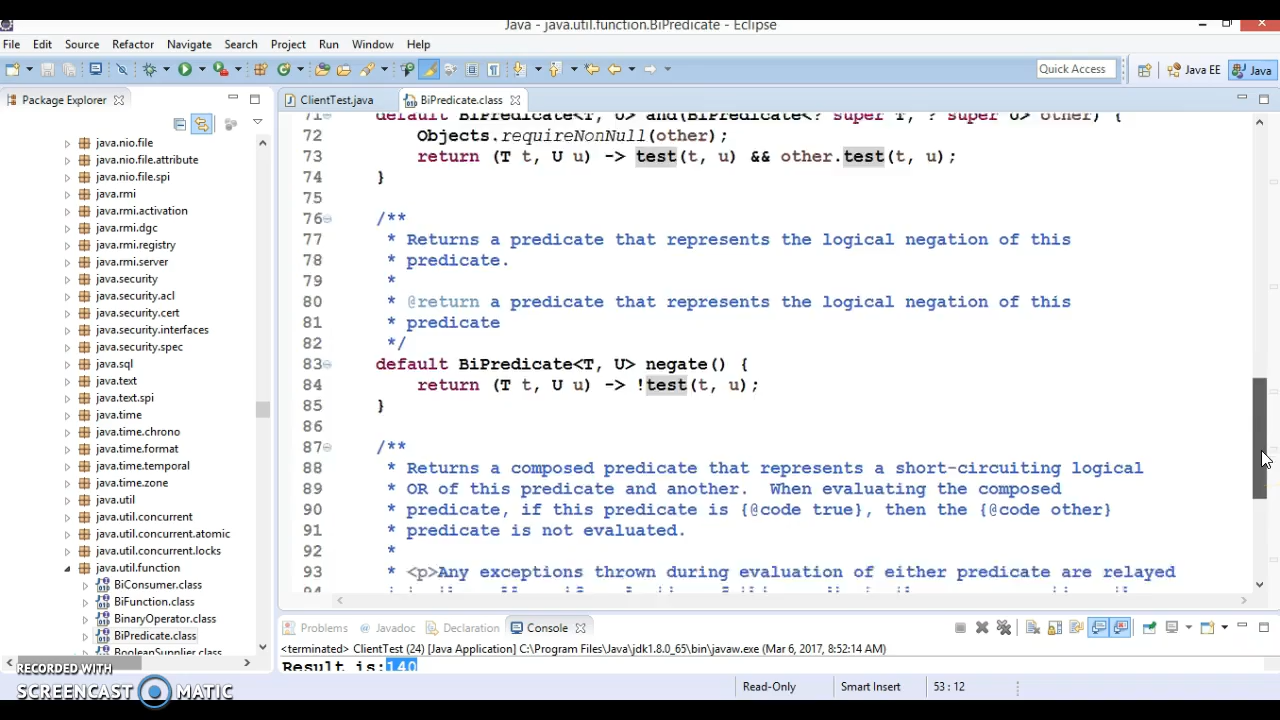 Java - java.util.function.BiPredicate - Eclipse
File Edit Source Refactor Navigate Search Project Run Window Help
Quick Access
Java EE
Java
Package Explorer
ClientTest.java
BiPredicate.class
java.nio.file
java.nio.file.attribute
java.nio.file.spi
java.rmi
java.rmi.activation
java.rmi.dgc
java.rmi.registry
java.rmi.server
java.security
java.security.acl
java.security.cert
java.security.interfaces
java.security.spec
java.sql
java.text
java.text.spi
java.time
java.time.chrono
java.time.format
java.time.temporal
java.time.zone
java.util
java.util.concurrent
java.util.concurrent.atomic
java.util.concurrent.locks
java.util.function
BiConsumer.class
BiFunction.class
BinaryOperator.class
BiPredicate.class
BooleanSupplier.class
71 default BiPredicate<T, U> and(BiPredicate<? super T, ? super U> other) {
72 Objects.requireNonNull(other);
73 return (T t, U u) -> test(t, u) && other.test(t, u);
74 }
75
76 /**
77 * Returns a predicate that represents the logical negation of this
78 * predicate.
79 *
80 * @return a predicate that represents the logical negation of this
81 * predicate
82 */
83 default BiPredicate<T, U> negate() {
84 return (T t, U u) -> !test(t, u);
85 }
86
87 /**
88 * Returns a composed predicate that represents a short-circuiting logical
89 * OR of this predicate and another.  When evaluating the composed
90 * predicate, if this predicate is {@code true}, then the {@code other}
91 * predicate is not evaluated.
92 *
93 * <p>Any exceptions thrown during evaluation of either predicate are relayed
Problems @ Javadoc Declaration Console
<terminated> ClientTest (24) [Java Application] C:\Program Files\Java\jdk1.8.0_65\bin\javaw.exe (Mar 6, 2017, 8:52:14 AM)
Result is:140
Read-Only
Smart Insert
53 : 12
RECORDED WITH
SCREENCAST MATIC